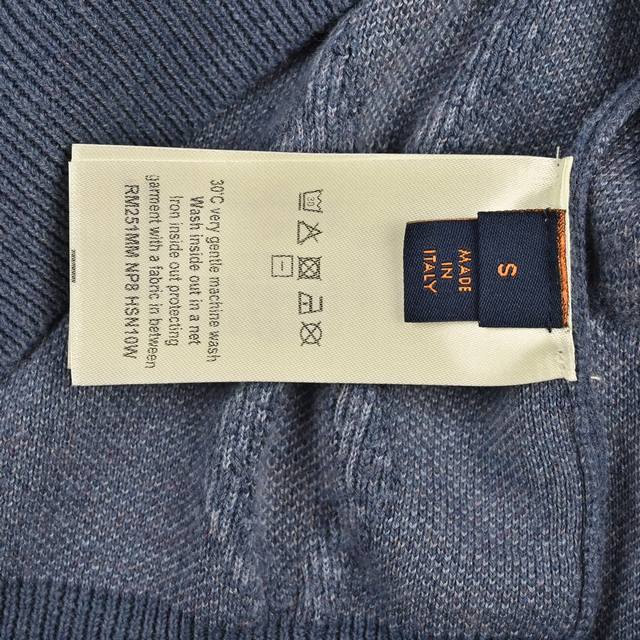 30°C very gentle machine wash
Wash inside out in a net
Iron inside out protecting
garment with a fabric in between
RM251MM NP8 HSN10W
30
MADE
IN
ITALY
S